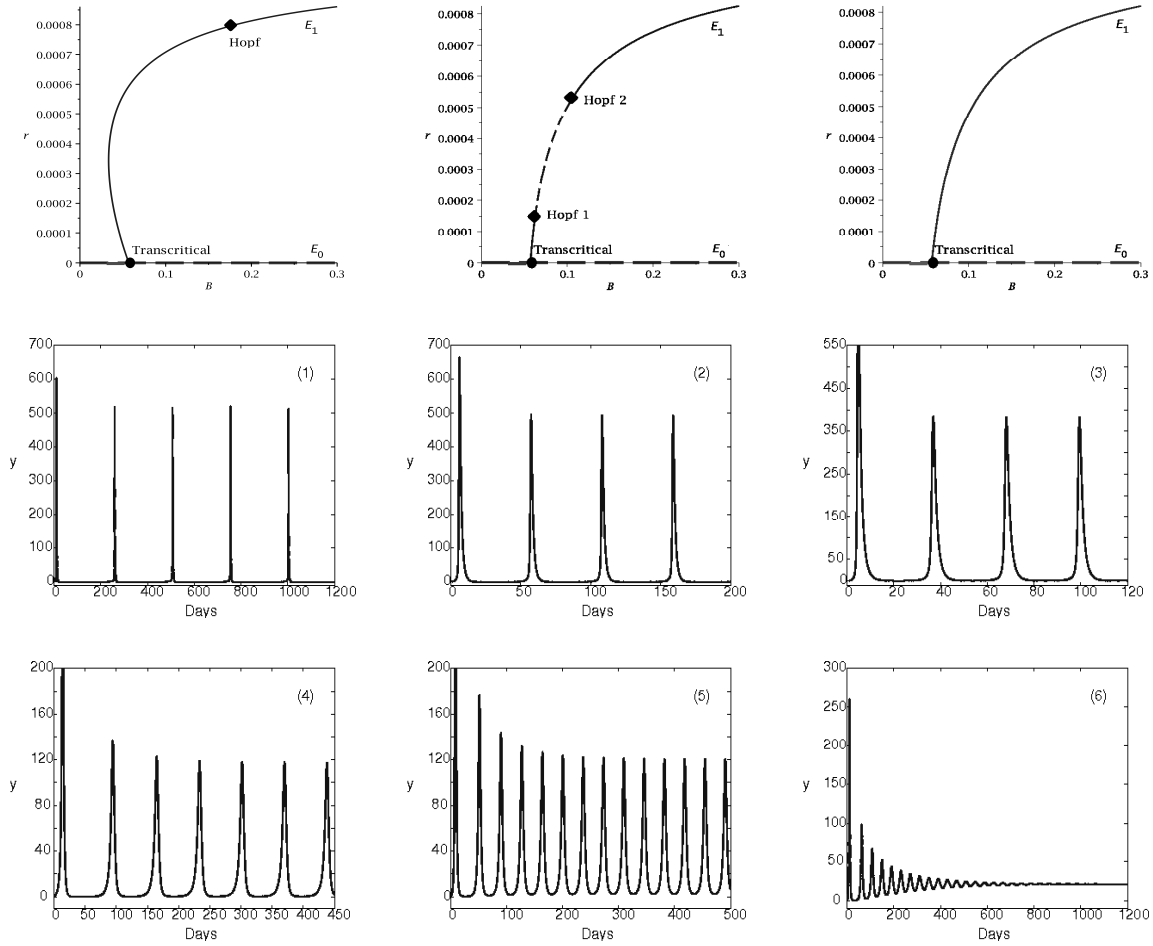 0.0008 E₁
Hopf
0.0007
0.0006
0.0005
r
0.0004
0.0003
0.0002
0.0001
Transcritical E₀
0
0 0.1 0.2 0.3
B
0.0008 E₁
0.0007
0.0006
Hopf 2
0.0005
r
0.0004
0.0003
0.0002
Hopf 1
0.0001
Transcritical E₀
0
0 0.1 0.2 0.3
B
0.0008 E₁
0.0007
0.0006
0.0005
r
0.0004
0.0003
0.0002
0.0001
Transcritical E₀
0
0 0.1 0.2 0.3
B
700
(1)
600
500
y
400
300
200
100
0
0 200 400 600 800 1000 1200
Days
700
(2)
600
500
y
400
300
200
100
0
0 50 100 150 200
Days
550
(3)
450
y
350
250
150
50
0
0 20 40 60 80 100 120
Days
200
(4)
160
120
y
80
40
0
0 50 100 150 200 250 300 350 400 450
Days
200
(5)
160
120
y
80
40
0
0 100 200 300 400 500
Days
300
(6)
250
200
y
150
100
50
0
0 200 400 600 800 1000 1200
Days